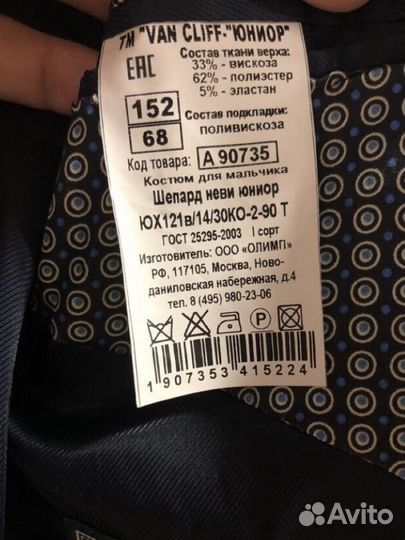 ТМ "VAN CLIFF-"ЮНИОР"
EAC
Состав ткани верха:
33% - вискоза
62% - полиэстер
5% - эластан
152
68
Состав подкладки:
поливискоза
Код товара: А 90735
Костюм для мальчика
Шепард неви юниор
ЮХ121в/14/30КО-2-90 Т
ГОСТ 25295-2003 I сорт
Изготовитель: ООО «ОЛИМП»
РФ, 117105, Москва, Ново-
даниловская набережная, д.4
тел. 8 (495) 980-23-06
P
1 907353 415224
Avito